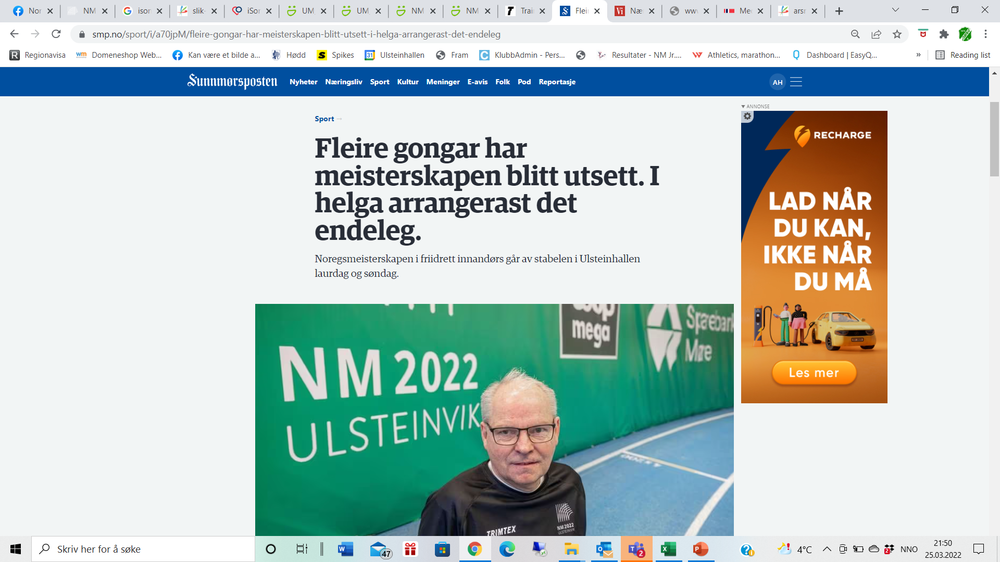 Nor
NM
ison
slik-
iSor
UM
UM
NM
NM
Trai
Flei
Næ
www
Me
arsr
smp.no/sport/i/a70jpM/fleire-gongar-har-meisterskapen-blitt-utsett-i-helga-arrangerast-det-endeleg
Regionavisa
Domeneshop Web...
Kan være et bilde a...
Hødd
Spikes
31
Ulsteinhallen
Fram
KlubbAdmin - Pers...
Resultater - NM Jr....
Athletics, marathon...
Dashboard | EasyQ...
»
Reading list
Sunnmørsposten
Nyheter
Næringsliv
Sport
Kultur
Meninger
E-avis
Folk
Pod
Reportasje
AH
▼ ANNONSE
Sport →
Fleire gongar har
meisterskapen blitt utsett. I
helga arrangerast det
endeleg.
Noregsmeisterskapen i friidrett innandørs går av stabelen i Ulsteinhallen
laurdag og søndag.
RECHARGE
LAD NÅR
DU KAN,
IKKE NÅR
DU MÅ
Les mer
coop
mega
Sparebank
Møre
NM 2022
ULSTEINVIK
TRIMTEX
NM 2022
ULSTEINVIK
Skriv her for å søke
47
2
4°C
2
NNO
21:50
25.03.2022